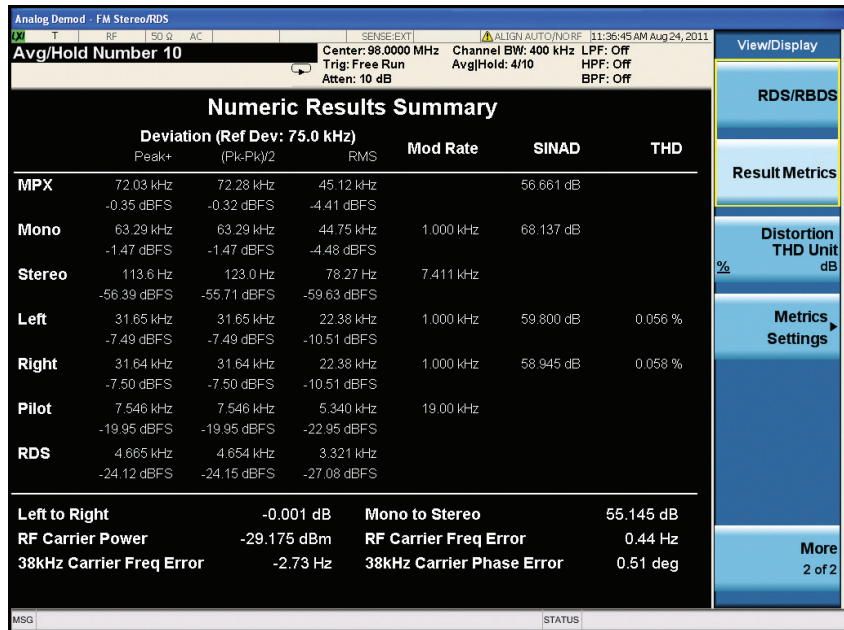 Analog Demod - FM Stereo/RDS
LXI T RF 50 Ω AC SENSE:EXT ALIGN AUTO/NO RF 11:36:45 AM Aug 24, 2011
Avg/Hold Number 10
Center: 98.0000 MHz Channel BW: 400 kHz LPF: Off
Trig: Free Run Avg|Hold: 4/10 HPF: Off
Atten: 10 dB BPF: Off
Numeric Results Summary
Deviation (Ref Dev: 75.0 kHz)
Peak+ (Pk-Pk)/2 RMS Mod Rate SINAD THD
MPX 72.03 kHz 72.28 kHz 45.12 kHz 56.661 dB
-0.35 dBFS -0.32 dBFS -4.41 dBFS
Mono 63.29 kHz 63.29 kHz 44.75 kHz 1.000 kHz 68.137 dB
-1.47 dBFS -1.47 dBFS -4.48 dBFS
Stereo 113.6 Hz 123.0 Hz 78.27 Hz 7.411 kHz
-56.39 dBFS -55.71 dBFS -59.63 dBFS
Left 31.65 kHz 31.65 kHz 22.38 kHz 1.000 kHz 59.800 dB 0.056 %
-7.49 dBFS -7.49 dBFS -10.51 dBFS
Right 31.64 kHz 31.64 kHz 22.38 kHz 1.000 kHz 58.945 dB 0.058 %
-7.50 dBFS -7.50 dBFS -10.51 dBFS
Pilot 7.546 kHz 7.546 kHz 5.340 kHz 19.00 kHz
-19.95 dBFS -19.95 dBFS -22.95 dBFS
RDS 4.665 kHz 4.654 kHz 3.321 kHz
-24.12 dBFS -24.15 dBFS -27.08 dBFS
Left to Right -0.001 dB Mono to Stereo 55.145 dB
RF Carrier Power -29.175 dBm RF Carrier Freq Error 0.44 Hz
38kHz Carrier Freq Error -2.73 Hz 38kHz Carrier Phase Error 0.51 deg
MSG STATUS
View/Display
RDS/RBDS
Result Metrics
Distortion
THD Unit
% dB
Metrics
Settings
More
2 of 2